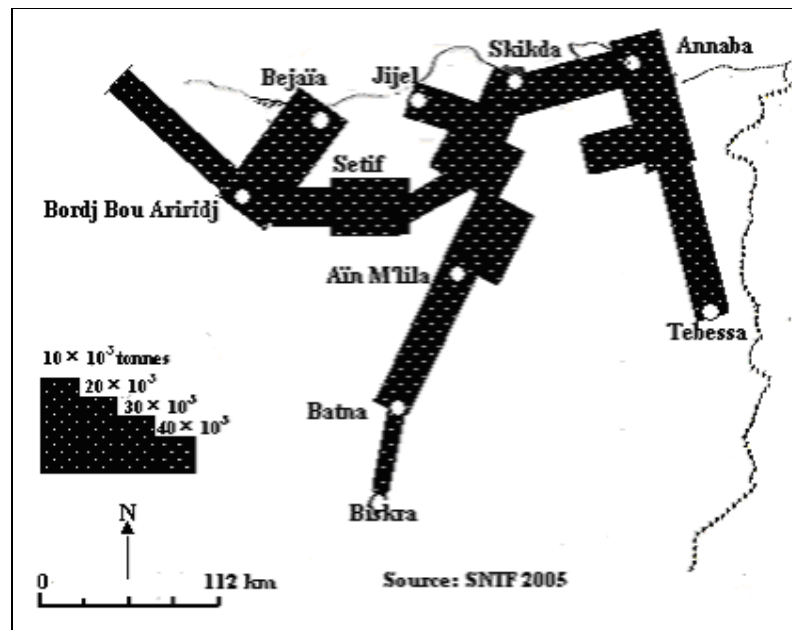 Skikda
Annaba
Bejaïa
Jijel
Setif
Bordj Bou Ariridj
Aïn M'lila
Tebessa
10 × 10³ tonnes
20 × 10³
30 × 10³
40 × 10³
Batna
Biskra
N
0 112 km
Source: SNTF 2005